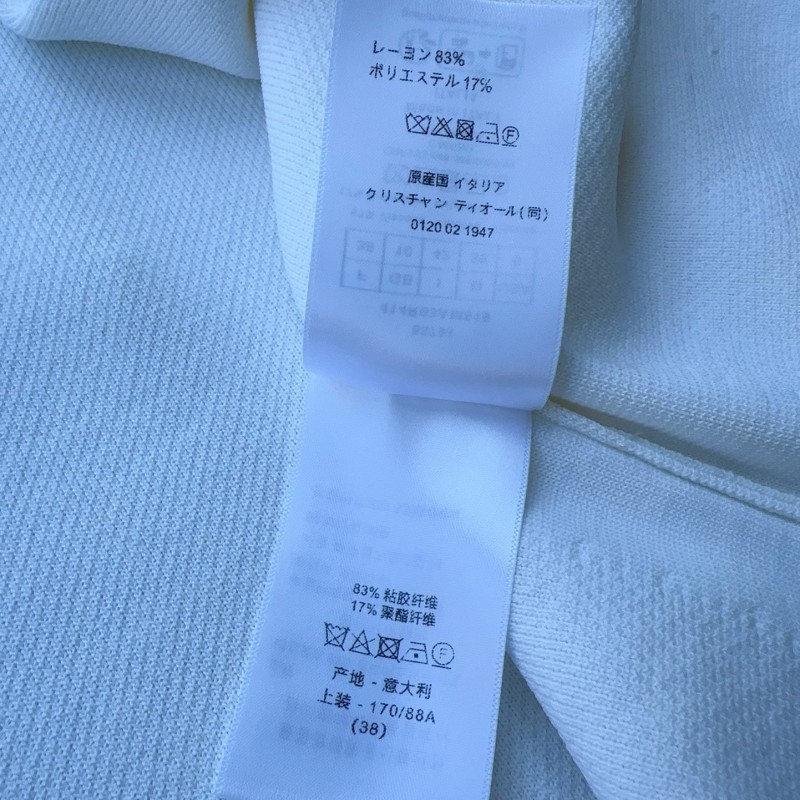 レーヨン 83%
ポリエステル 17%
原産国 イタリア
クリスチャン ディオール(同)
0120 02 1947
83% 粘胶纤维
17% 聚酯纤维
产地 - 意大利
上装 - 170/88A
(38)